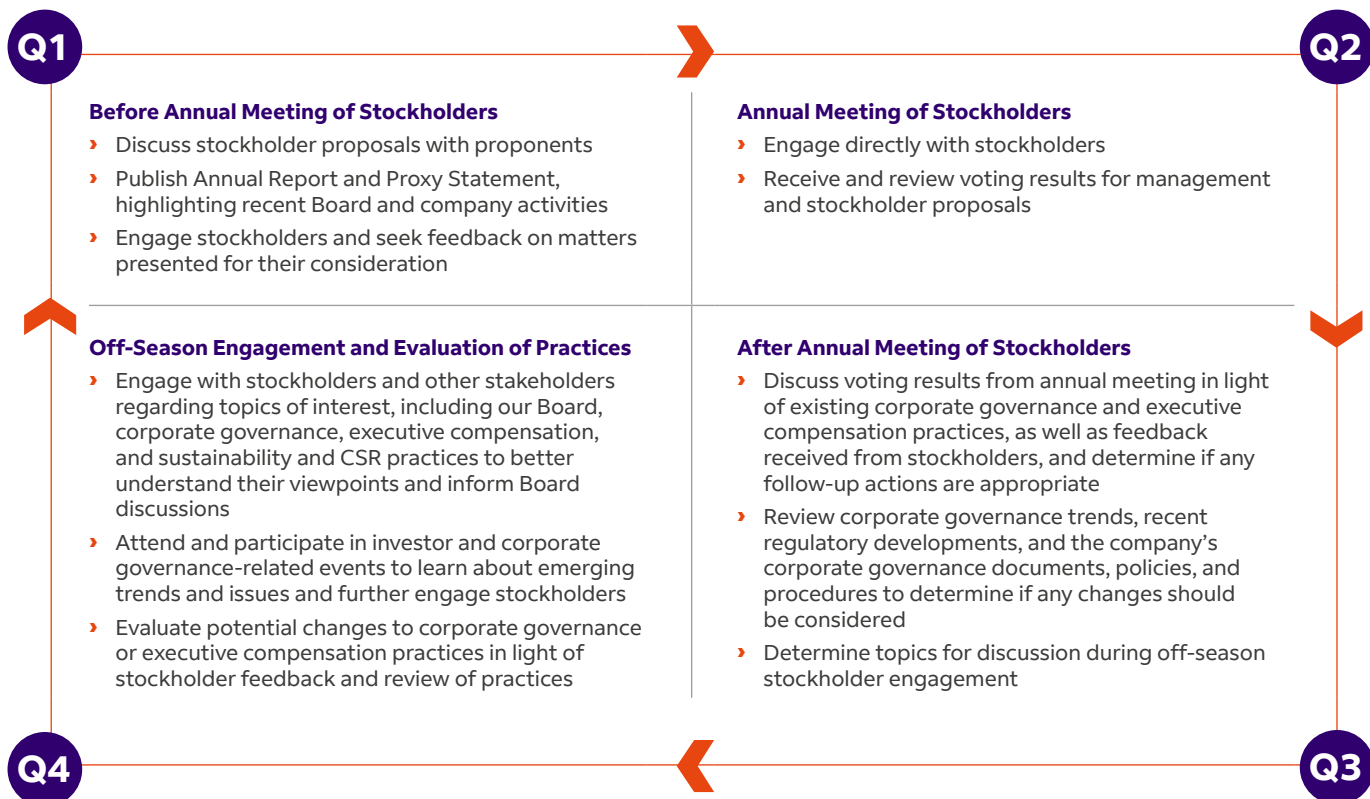 Q1
Q2
Before Annual Meeting of Stockholders
› Discuss stockholder proposals with proponents
› Publish Annual Report and Proxy Statement,
highlighting recent Board and company activities
› Engage stockholders and seek feedback on matters
presented for their consideration
Annual Meeting of Stockholders
› Engage directly with stockholders
› Receive and review voting results for management
and stockholder proposals
Off-Season Engagement and Evaluation of Practices
› Engage with stockholders and other stakeholders
regarding topics of interest, including our Board,
corporate governance, executive compensation,
and sustainability and CSR practices to better
understand their viewpoints and inform Board
discussions
› Attend and participate in investor and corporate
governance-related events to learn about emerging
trends and issues and further engage stockholders
› Evaluate potential changes to corporate governance
or executive compensation practices in light of
stockholder feedback and review of practices
After Annual Meeting of Stockholders
› Discuss voting results from annual meeting in light
of existing corporate governance and executive
compensation practices, as well as feedback
received from stockholders, and determine if any
follow-up actions are appropriate
› Review corporate governance trends, recent
regulatory developments, and the company’s
corporate governance documents, policies, and
procedures to determine if any changes should
be considered
› Determine topics for discussion during off-season
stockholder engagement
Q4
Q3